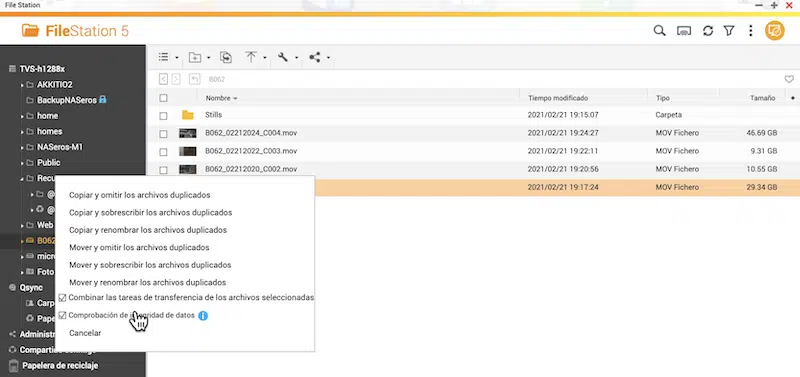 File Station
FileStation 5
TVS-h1288x
AKKITIO2
BackupNASeros
home
homes
NASeros-M1
Public
Recu
@
@
Web
B062
micr
Foto
Qsync
Carp
Pape
Administ
Papelera de reciclaje
B062
Nombre
Tiempo modificado
Tipo
Tamaño
Stills
2021/02/21 19:15:07
Carpeta
B062_02212024_C004.mov
2021/02/21 19:24:27
MOV Fichero
46.69 GB
B062_02212022_C003.mov
2021/02/21 19:22:11
MOV Fichero
9.31 GB
B062_02212020_C002.mov
2021/02/21 19:20:56
MOV Fichero
10.55 GB
2021/02/21 19:17:24
MOV Fichero
29.34 GB
Copiar y omitir los archivos duplicados
Copiar y sobrescribir los archivos duplicados
Copiar y renombrar los archivos duplicados
Mover y omitir los archivos duplicados
Mover y sobrescribir los archivos duplicados
Mover y renombrar los archivos duplicados
Combinar las tareas de transferencia de los archivos seleccionadas
Comprobación de integridad de datos
Cancelar